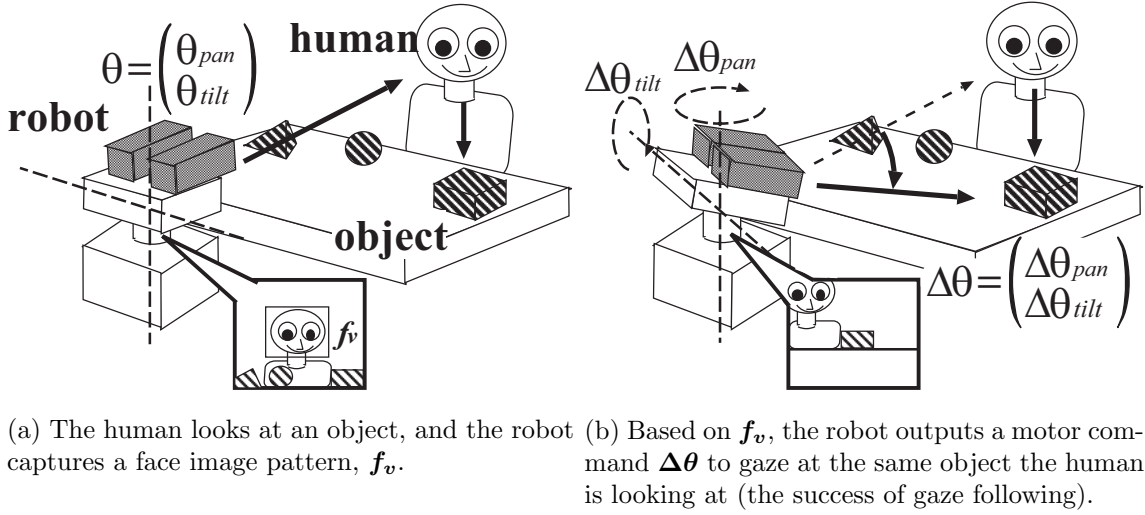 human
θ = (θpan
θtilt)
robot
object
fv
Δθpan
Δθtilt
Δθ = (Δθpan
Δθtilt)
(a) The human looks at an object, and the robot
captures a face image pattern, fv.
(b) Based on fv, the robot outputs a motor com-
mand Δθ to gaze at the same object the human
is looking at (the success of gaze following).